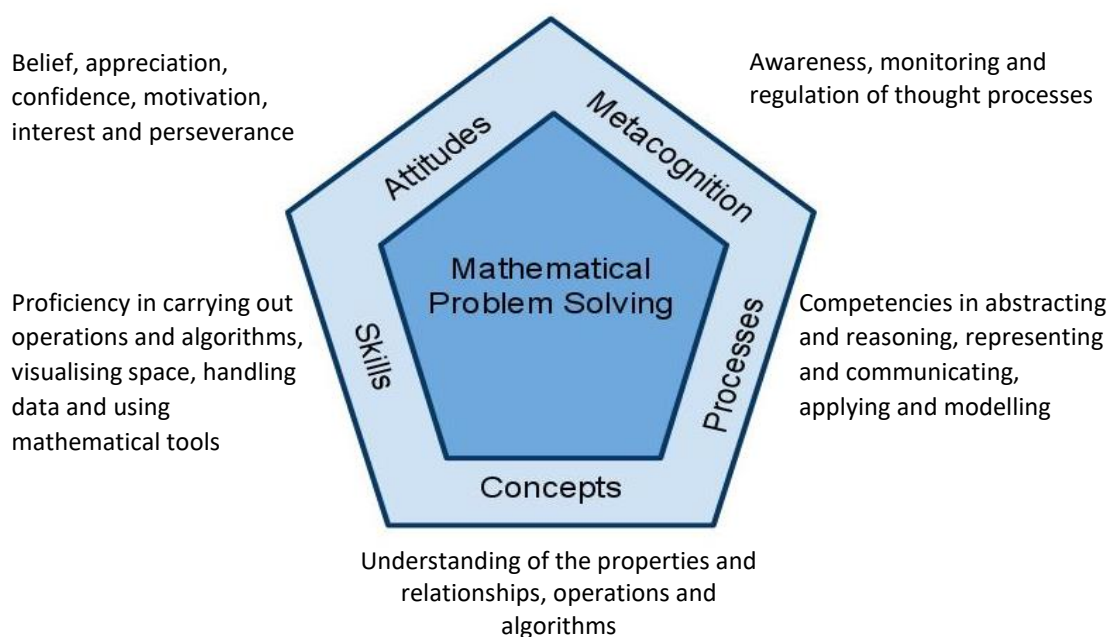 Belief, appreciation,
confidence, motivation,
interest and perseverance
Awareness, monitoring and
regulation of thought processes
Attitudes
Metacognition
Mathematical
Problem Solving
Proficiency in carrying out
operations and algorithms,
visualising space, handling
data and using
mathematical tools
Skills
Processes
Competencies in abstracting
and reasoning, representing
and communicating,
applying and modelling
Concepts
Understanding of the properties and
relationships, operations and
algorithms